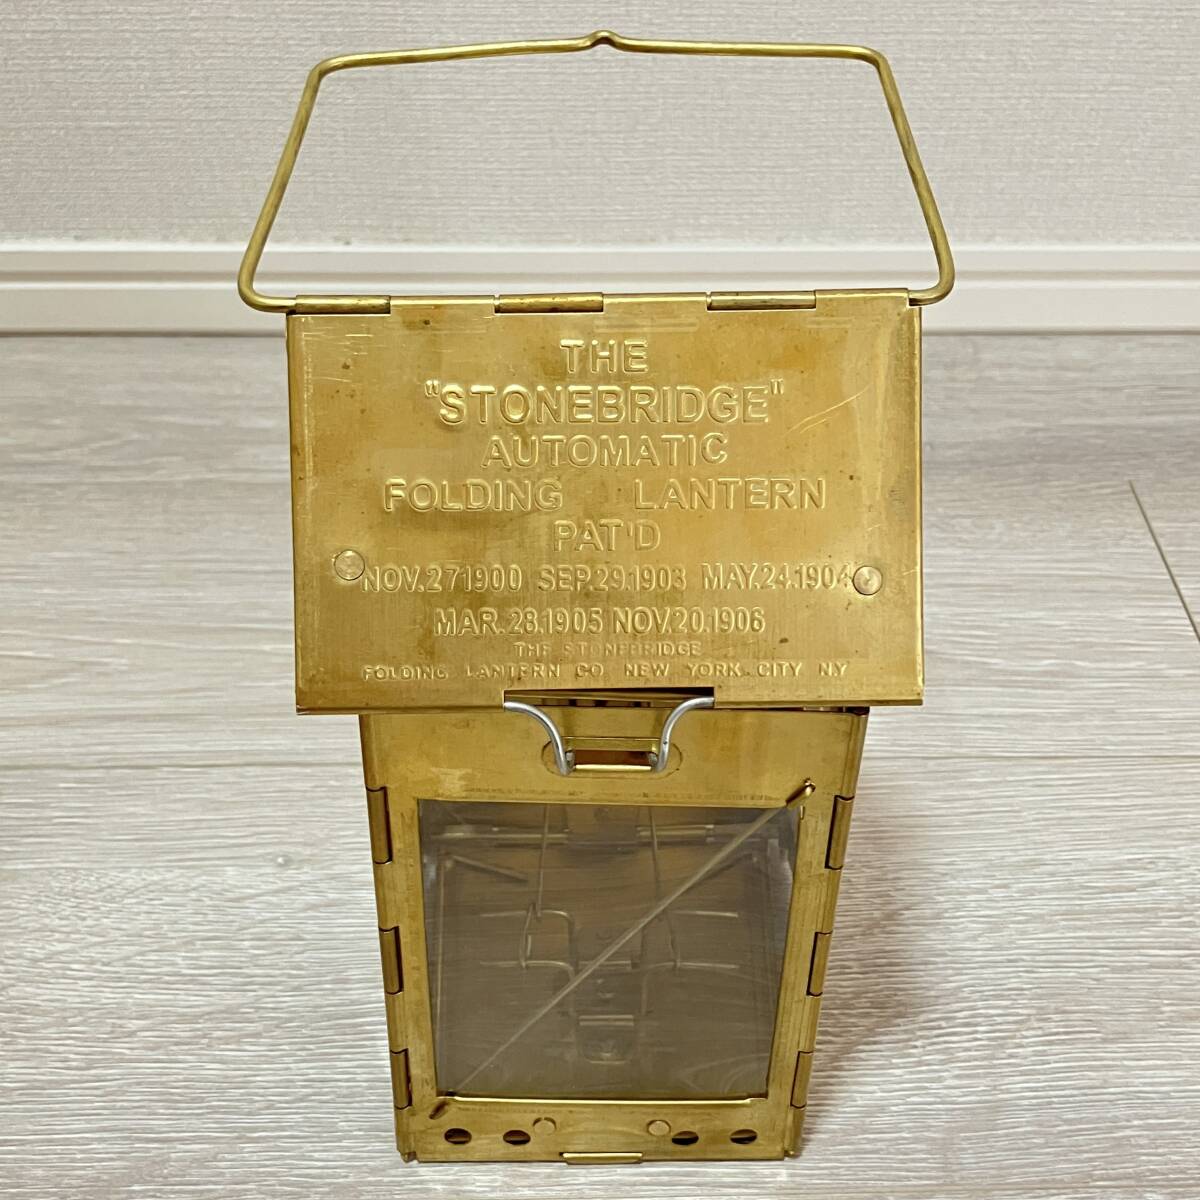 THE
"STONEBRIDGE"
AUTOMATIC
FOLDING LANTERN
PAT'D
NOV.27.1900 SEP.29.1903 MAY.24.1904
MAR.28.1905 NOV.20.1906
THE STONEBRIDGE
FOLDING LANTERN CO NEW YORK.CITY N.Y